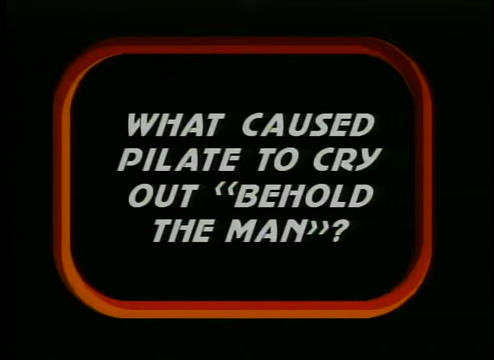 WHAT CAUSED
PILATE TO CRY
OUT “BEHOLD
THE MAN”?